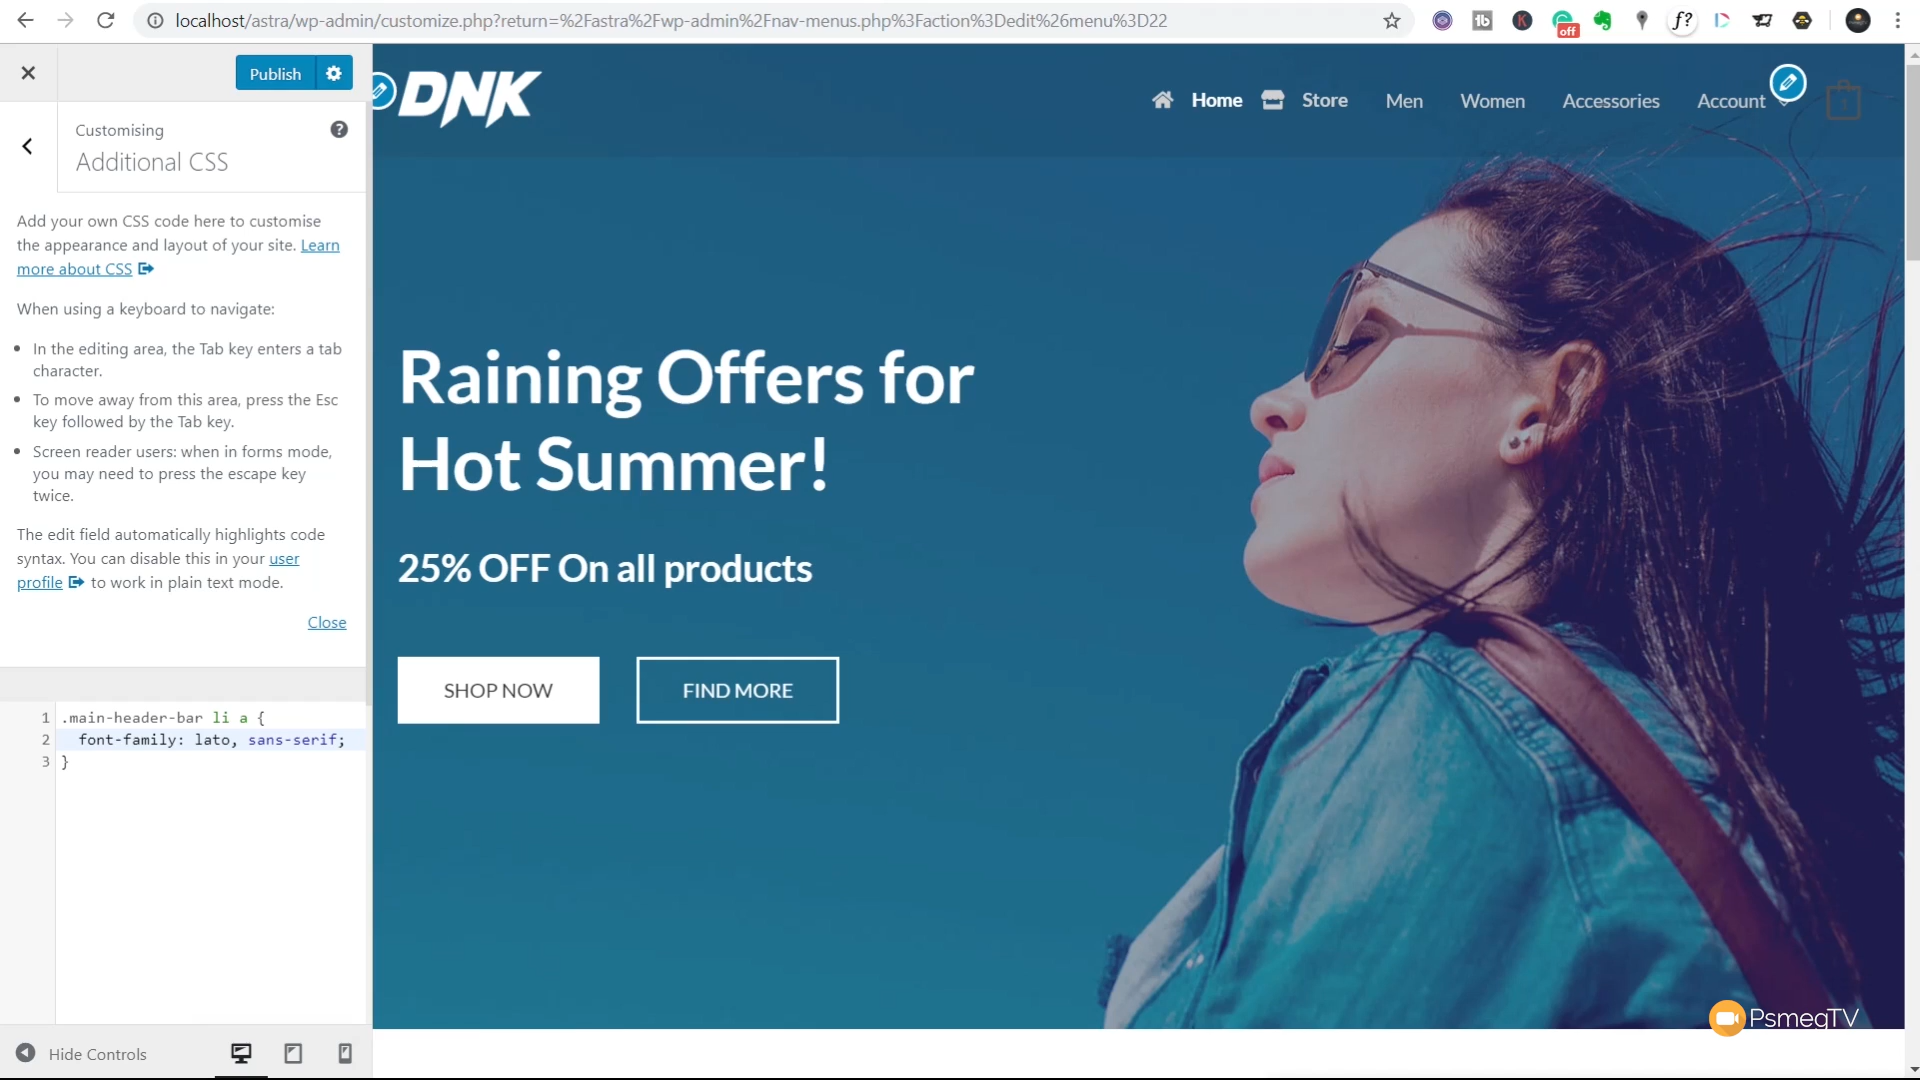 localhost/astra/wp-admin/customize.php?return=%2Fastra%2Fwp-admin%2Fnav-menus.php%3Faction%3Dedit%26menu%3D22
1b
K
off
f?
Publish
Customising
Additional CSS
Add your own CSS code here to customise
the appearance and layout of your site. Learn
more about CSS
When using a keyboard to navigate:
In the editing area, the Tab key enters a tab
character.
To move away from this area, press the Esc
key followed by the Tab key.
Screen reader users: when in forms mode,
you may need to press the escape key
twice.
The edit field automatically highlights code
syntax. You can disable this in your user
profile to work in plain text mode.
Close
1 .main-header-bar li a {
2 font-family: lato, sans-serif;
3 }
Hide Controls
DNK
Home Store Men Women Accessories Account
1
Raining Offers for
Hot Summer!
25% OFF On all products
SHOP NOW FIND MORE
PsmegTV